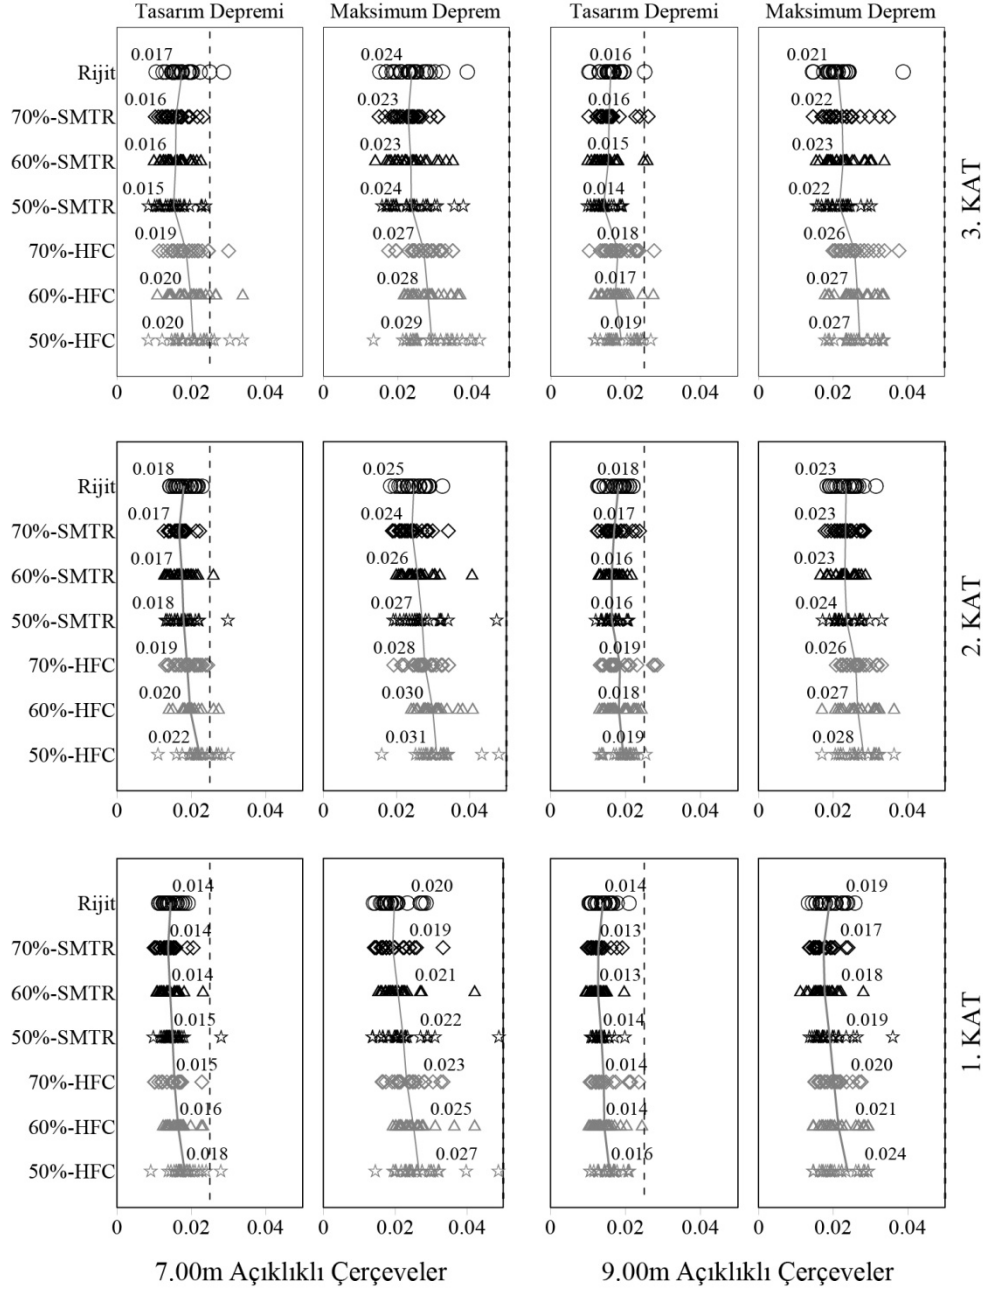 Tasarım Depremi Maksimum Deprem Tasarım Depremi Maksimum Deprem
Rijit 0.017 0.024 0.016 0.021
70%-SMTR 0.016 0.023 0.016 0.022
60%-SMTR 0.016 0.023 0.015 0.023
50%-SMTR 0.015 0.024 0.014 0.022
70%-HFC 0.019 0.027 0.018 0.026
60%-HFC 0.020 0.028 0.017 0.027
50%-HFC 0.020 0.029 0.019 0.027
3. KAT
0 0.02 0.04 0 0.02 0.04 0 0.02 0.04 0 0.02 0.04
Rijit 0.018 0.025 0.018 0.023
70%-SMTR 0.017 0.024 0.017 0.023
60%-SMTR 0.017 0.026 0.016 0.023
50%-SMTR 0.018 0.027 0.016 0.024
70%-HFC 0.019 0.028 0.019 0.026
60%-HFC 0.020 0.030 0.018 0.027
50%-HFC 0.022 0.031 0.019 0.028
2. KAT
0 0.02 0.04 0 0.02 0.04 0 0.02 0.04 0 0.02 0.04
Rijit 0.014 0.020 0.014 0.019
70%-SMTR 0.014 0.019 0.013 0.017
60%-SMTR 0.014 0.021 0.013 0.018
50%-SMTR 0.015 0.022 0.014 0.019
70%-HFC 0.015 0.023 0.014 0.020
60%-HFC 0.016 0.025 0.014 0.021
50%-HFC 0.018 0.027 0.016 0.024
1. KAT
0 0.02 0.04 0 0.02 0.04 0 0.02 0.04 0 0.02 0.04
7.00m Açıklıklı Çerçeveler 9.00m Açıklıklı Çerçeveler